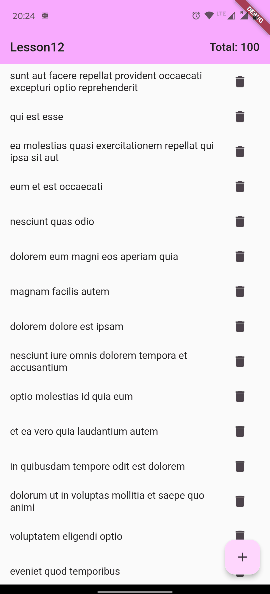 20:24
LTE
DEBUG
Lesson12
Total: 100
sunt aut facere repellat provident occaecati
excepturi optio reprehenderit
qui est esse
ea molestias quasi exercitationem repellat qui
ipsa sit aut
eum et est occaecati
nesciunt quas odio
dolorem eum magni eos aperiam quia
magnam facilis autem
dolorem dolore est ipsam
nesciunt iure omnis dolorem tempora et
accusantium
optio molestias id quia eum
et ea vero quia laudantium autem
in quibusdam tempore odit est dolorem
dolorum ut in voluptas mollitia et saepe quo
animi
voluptatem eligendi optio
eveniet quod temporibus
+